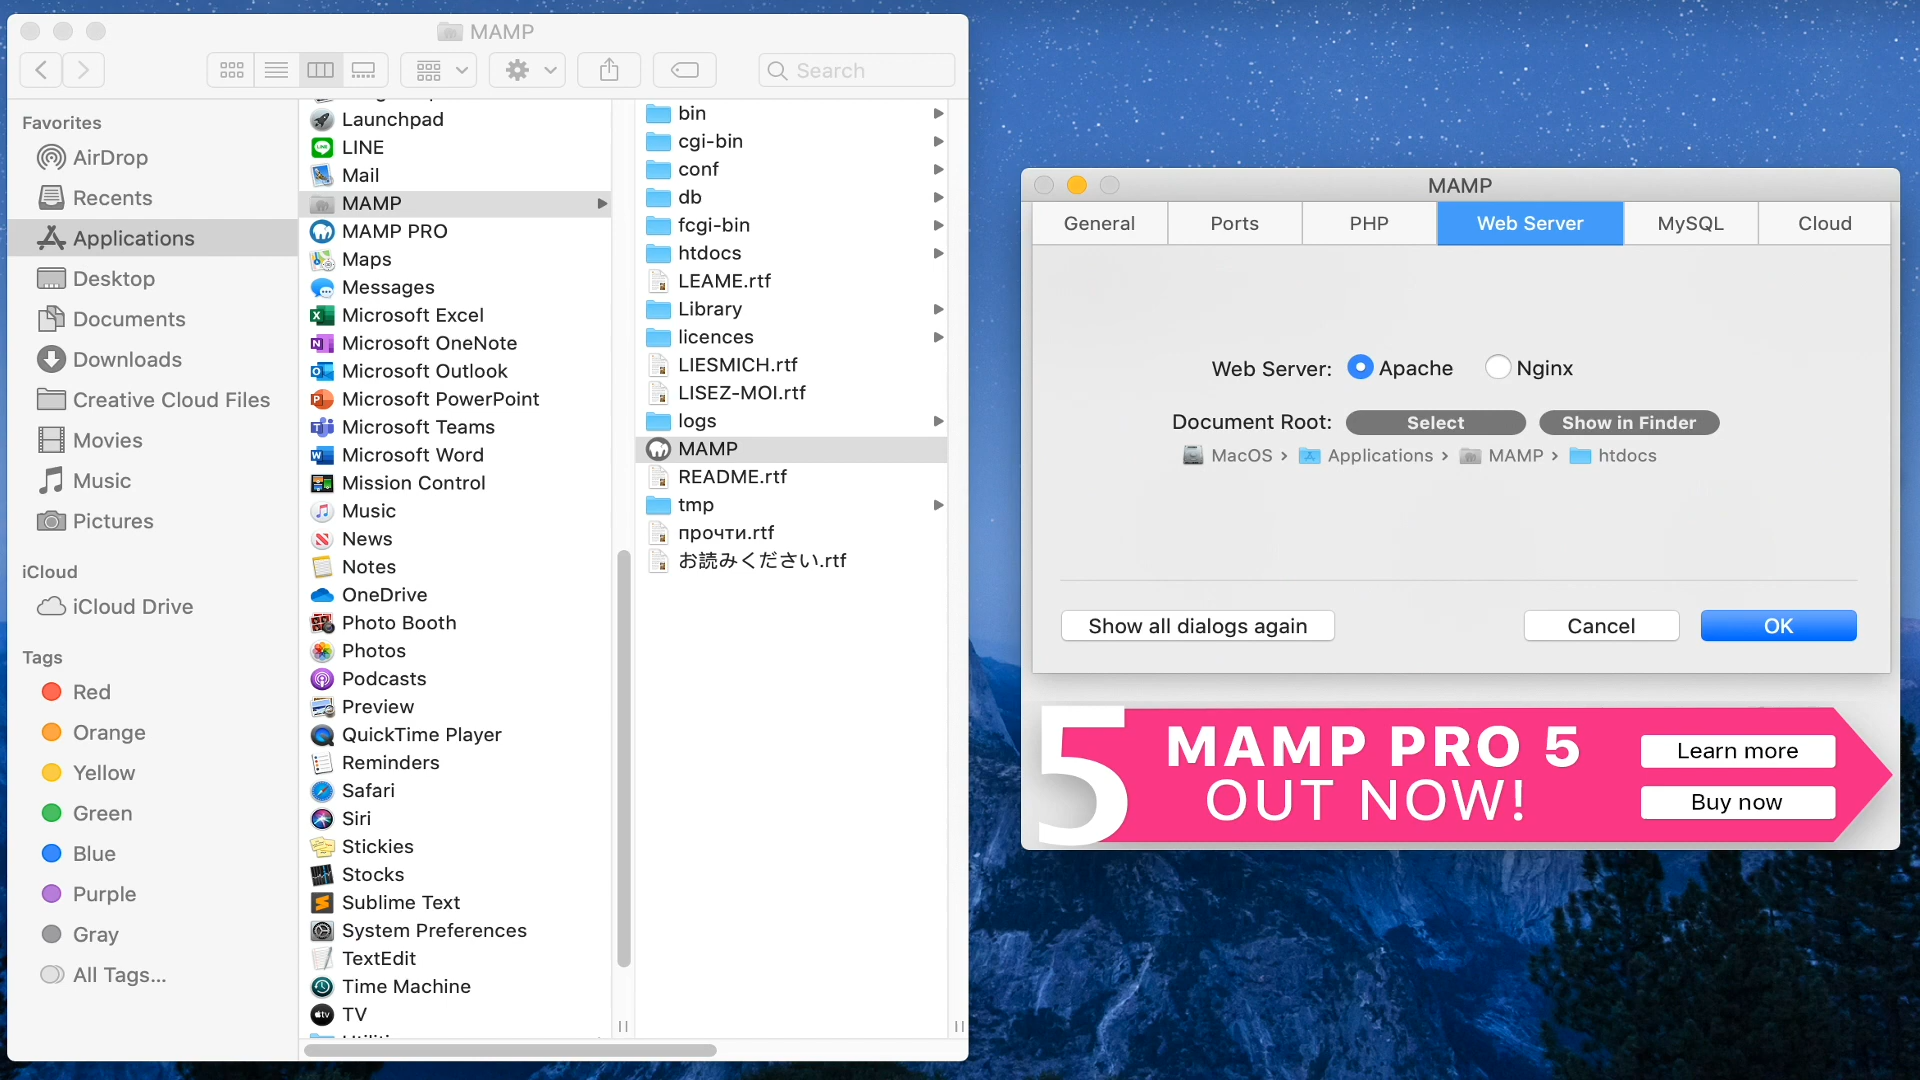 MAMP
Search
Favorites
AirDrop
Recents
Applications
Desktop
Documents
Downloads
Creative Cloud Files
Movies
Music
Pictures
iCloud
iCloud Drive
Tags
Red
Orange
Yellow
Green
Blue
Purple
Gray
All Tags...
Launchpad
LINE
Mail
MAMP
MAMP PRO
Maps
Messages
Microsoft Excel
Microsoft OneNote
Microsoft Outlook
Microsoft PowerPoint
Microsoft Teams
Microsoft Word
Mission Control
Music
News
Notes
OneDrive
Photo Booth
Photos
Podcasts
Preview
QuickTime Player
Reminders
Safari
Siri
Stickies
Stocks
Sublime Text
System Preferences
TextEdit
Time Machine
TV
bin
cgi-bin
conf
db
fcgi-bin
htdocs
LEAME.rtf
Library
licences
LIESMICH.rtf
LISEZ-MOI.rtf
logs
MAMP
README.rtf
tmp
прочти.rtf
お読みください.rtf
MAMP
General Ports PHP Web Server MySQL Cloud
Web Server: Apache Nginx
Document Root: Select Show in Finder
MacOS › Applications › MAMP › htdocs
Show all dialogs again Cancel OK
5 MAMP PRO 5
OUT NOW!
Learn more
Buy now